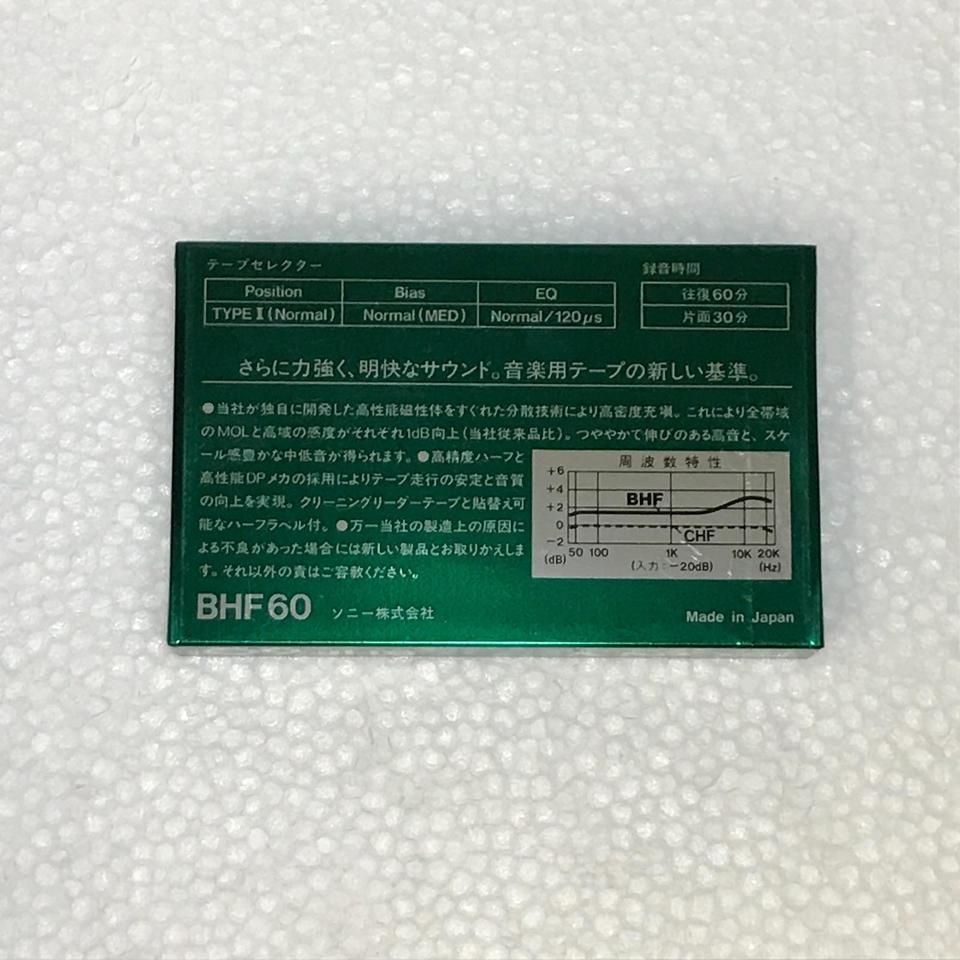 テープセレクター
録音時間
Position Bias EQ
往復60分
TYPE I (Normal) Normal (MED) Normal/120μs
片面30分
さらに力強く、明快なサウンド。音楽用テープの新しい基準。
●当社が独自に開発した高性能磁性体をすぐれた分散技術により高密度充塡。これにより全帯域
のMOLと高域の感度がそれぞれ1dB向上(当社従来品比)。つややかで伸びのある高音と、スケ
ール感豊かな中低音が得られます。●高精度ハーフと
高性能DPメカの採用によりテープ走行の安定と音質
の向上を実現。クリーニングリーダーテープと貼替え可
能なハーフラベル付。●万一当社の製造上の原因に
よる不良があった場合には新しい製品とお取りかえしま
す。それ以外の責はご容赦ください。
周波数特性
+6
+4
+2
0
-2
(dB)
BHF
CHF
50 100 1K 10K 20K
(入力:-20dB) (Hz)
BHF60 ソニー株式会社
Made in Japan